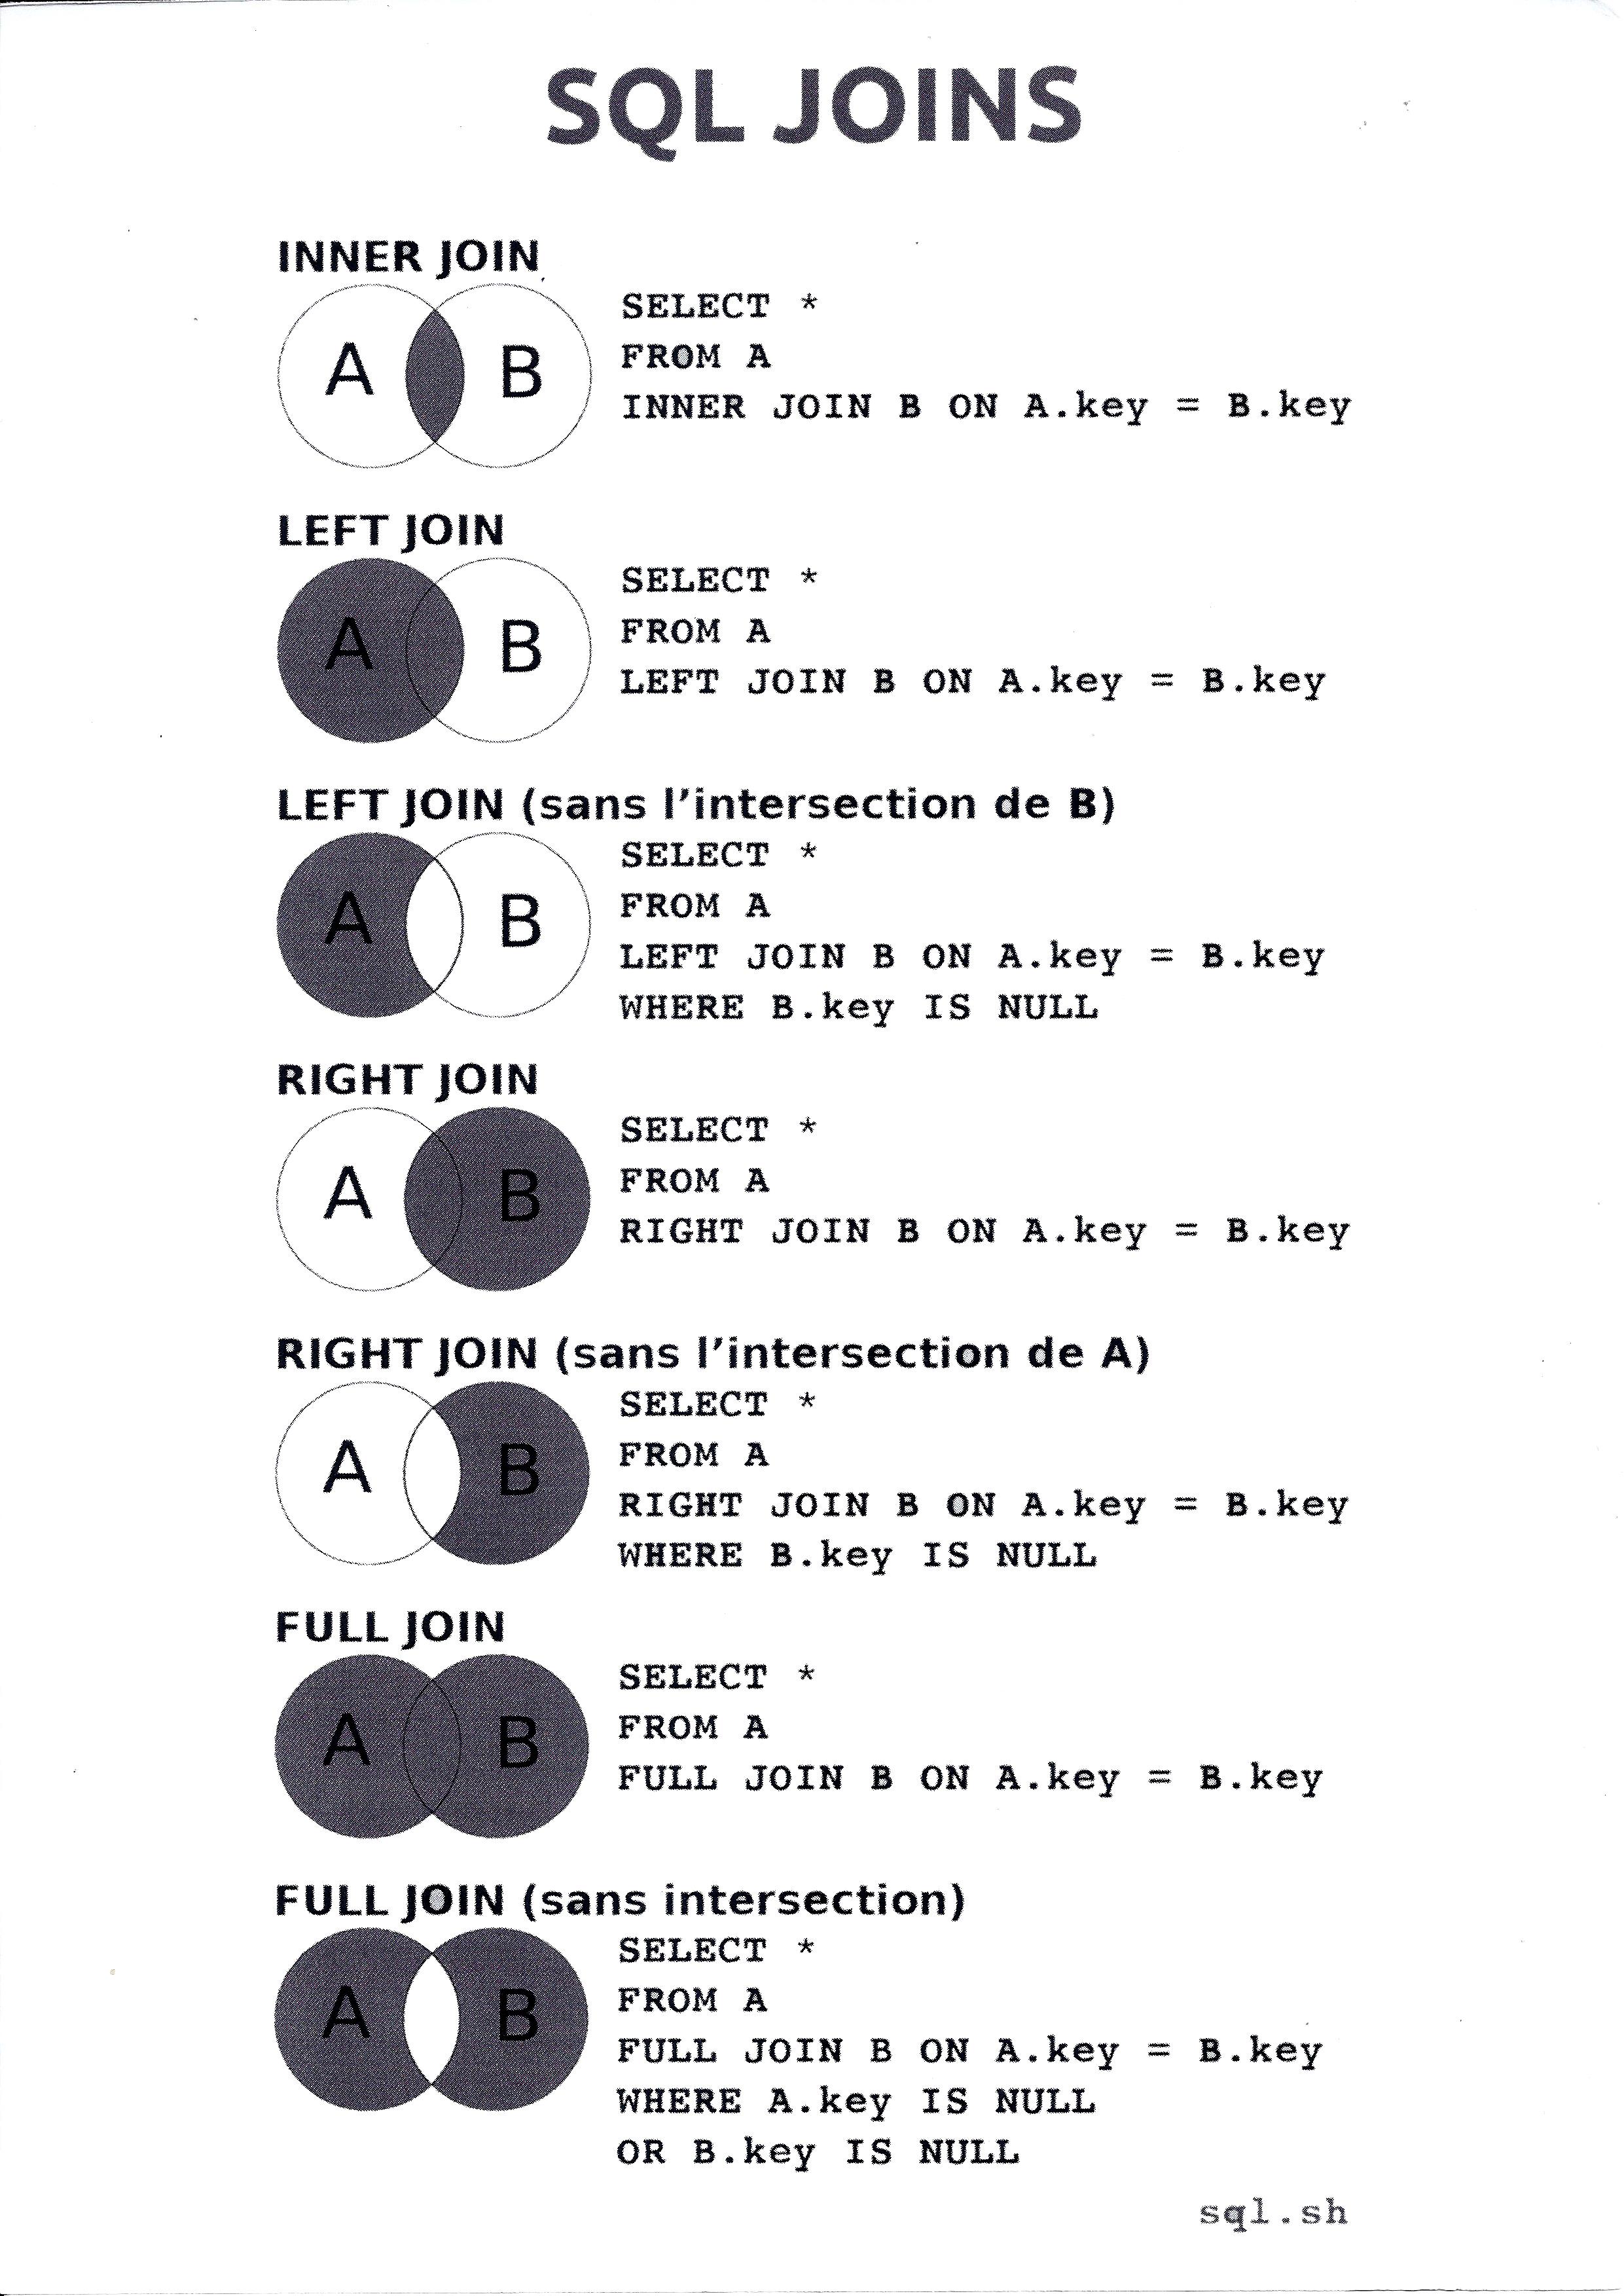 SQL JOINS
INNER JOIN
A
B
SELECT *
FROM A
INNER JOIN B ON A.key = B.key
LEFT JOIN
A
B
SELECT *
FROM A
LEFT JOIN B ON A.key = B.key
LEFT JOIN (sans l’intersection de B)
A
B
SELECT *
FROM A
LEFT JOIN B ON A.key = B.key
WHERE B.key IS NULL
RIGHT JOIN
A
B
SELECT *
FROM A
RIGHT JOIN B ON A.key = B.key
RIGHT JOIN (sans l’intersection de A)
A
B
SELECT *
FROM A
RIGHT JOIN B ON A.key = B.key
WHERE B.key IS NULL
FULL JOIN
A
B
SELECT *
FROM A
FULL JOIN B ON A.key = B.key
FULL JOIN (sans intersection)
A
B
SELECT *
FROM A
FULL JOIN B ON A.key = B.key
WHERE A.key IS NULL
OR B.key IS NULL
sql.sh